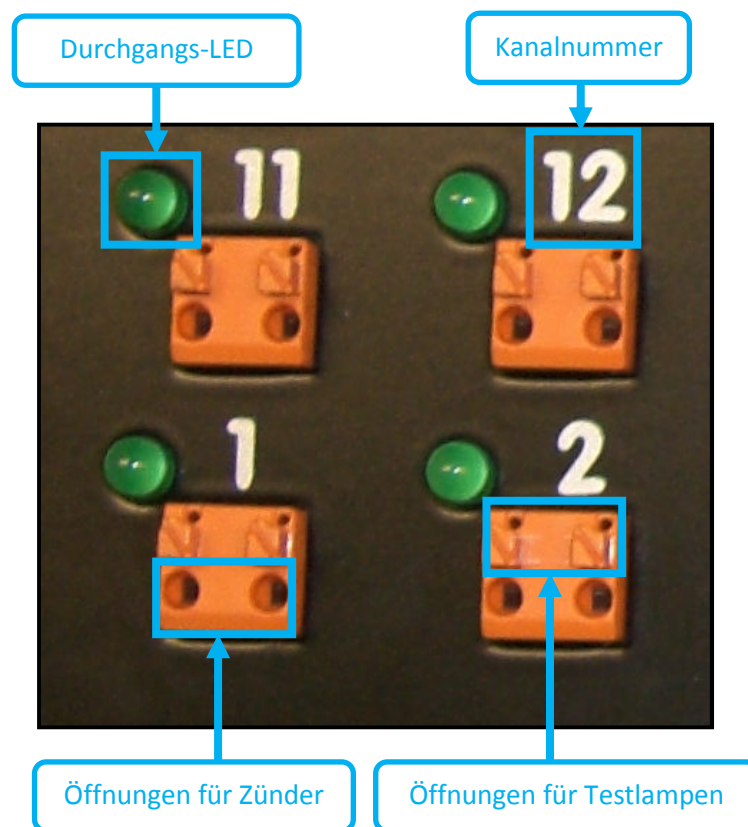 Durchgangs-LED
Kanalnummer
11
12
1
2
Öffnungen für Zünder
Öffnungen für Testlampen